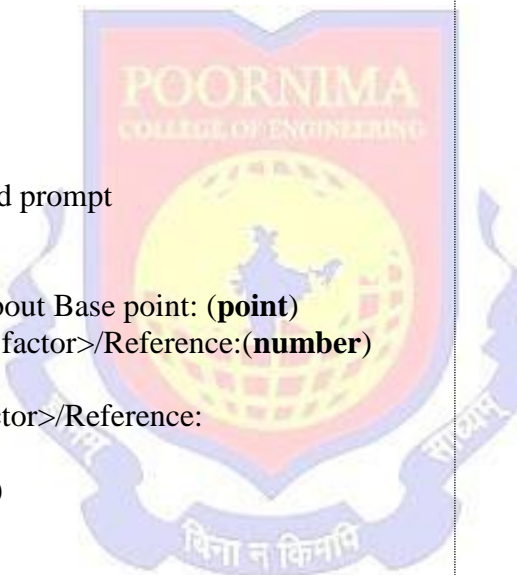 POORNIMA
COLLEGE OF ENGINEERING
d prompt
bout Base point: (point)
factor>/Reference:(number)
ctor>/Reference:
)
विना न किमपि